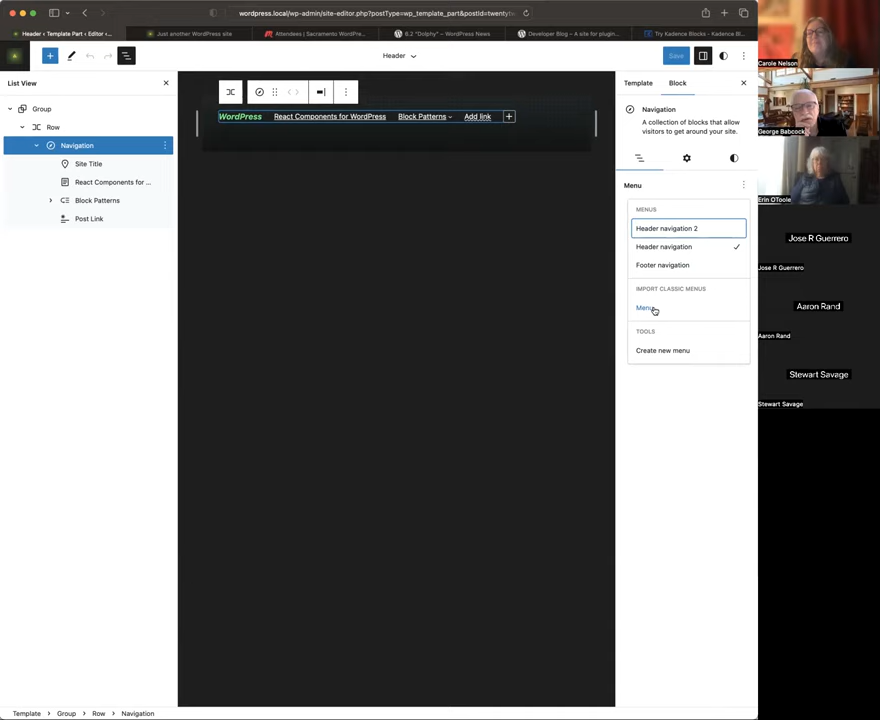 wordpress.local/wp-admin/site-editor.php?postType=wp_template_part&postId=twentytw
Header ‹ Template Part ‹ Editor ‹
Just another WordPress site
Attendees | Sacramento WordPre...
6.2 "Dolphy" – WordPress News
Developer Blog – A site for plugin...
Try Kadence Blocks - Kadence Bl...
Header
Save
List View
Group
Row
Navigation
Site Title
React Components for ...
Block Patterns
Post Link
WordPress
React Components for WordPress
Block Patterns
Add link
Template
Block
Navigation
A collection of blocks that allow
visitors to get around your site.
Menu
MENUS
Header navigation 2
Header navigation
Footer navigation
IMPORT CLASSIC MENUS
Menu
TOOLS
Create new menu
Template
Group
Row
Navigation
Carole Nelson
George Babcock
Erin O'Toole
Jose R Guerrero
Jose R Guerrero
Aaron Rand
Aaron Rand
Stewart Savage
Stewart Savage